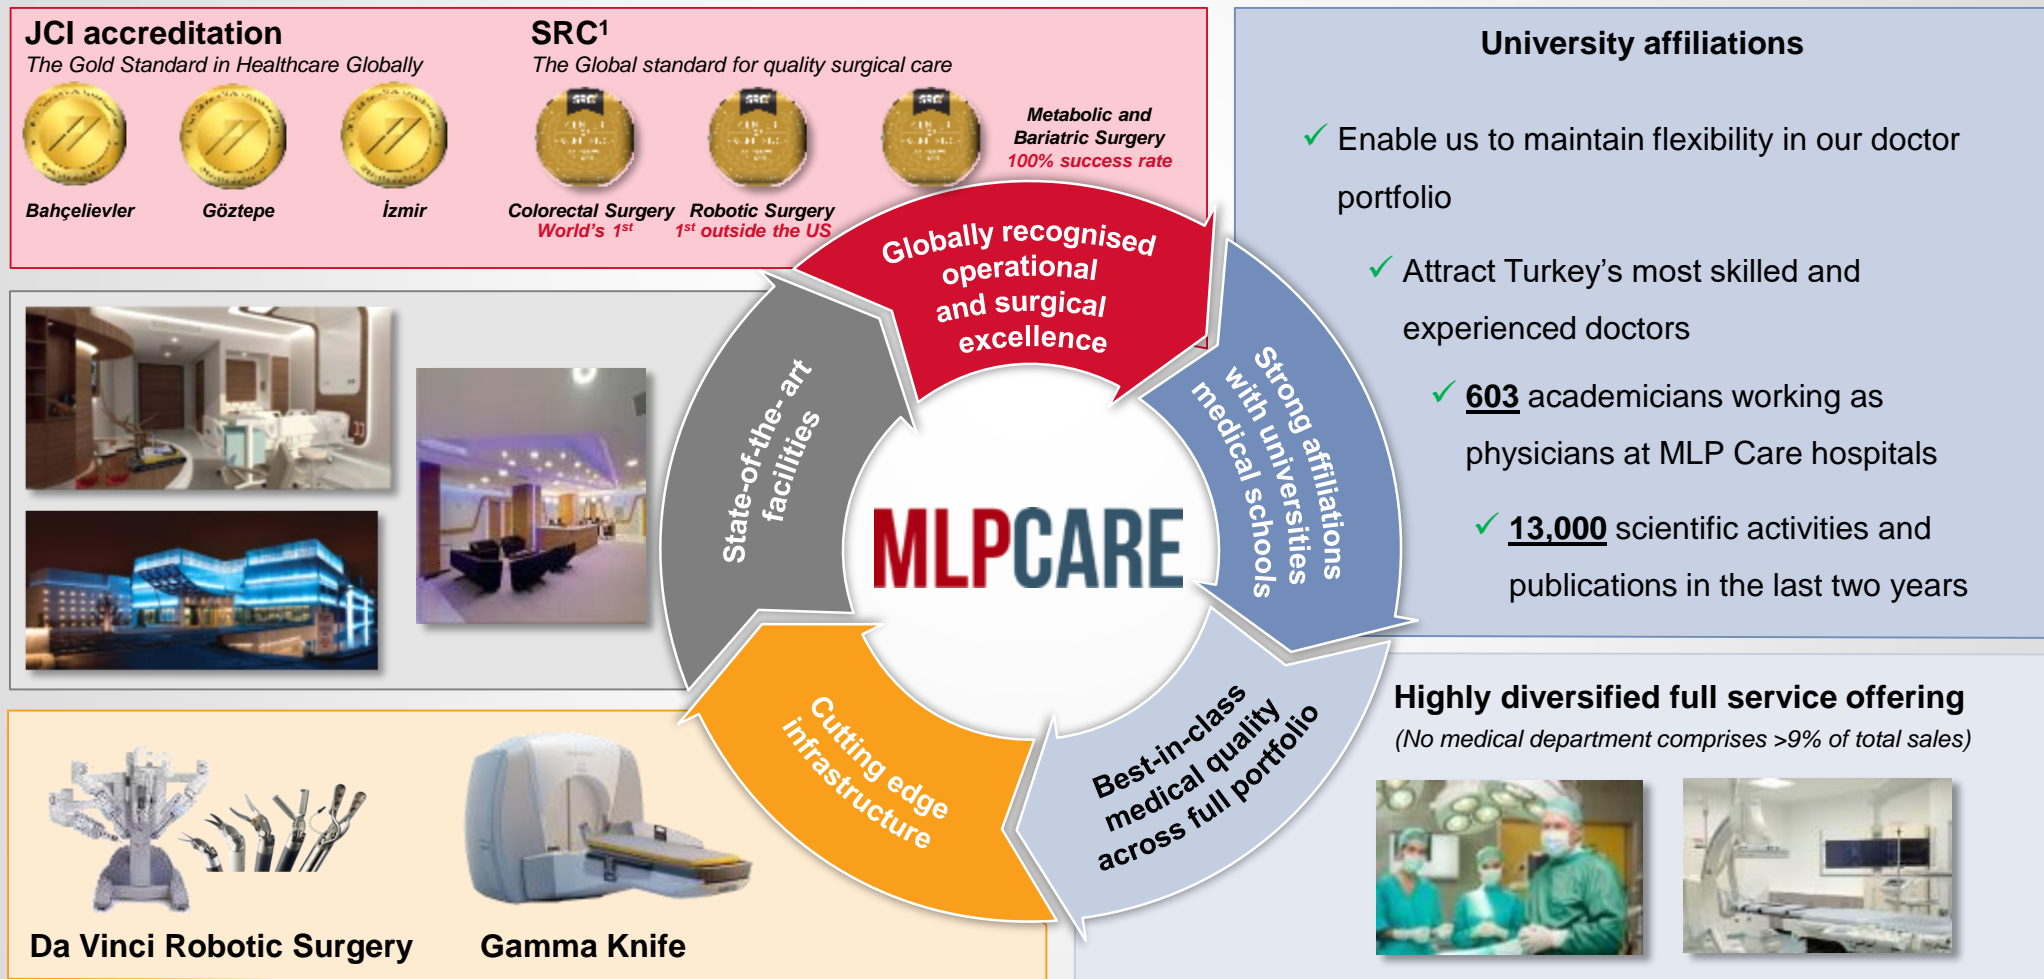 JCI accreditation
The Gold Standard in Healthcare Globally
Bahçelievler
Göztepe
İzmir
SRC¹
The Global standard for quality surgical care
SRC
SRC
SRC
Colorectal Surgery
World's 1st
Robotic Surgery
1st outside the US
Metabolic and
Bariatric Surgery
100% success rate
University affiliations
✓ Enable us to maintain flexibility in our doctor
portfolio
✓ Attract Turkey's most skilled and
experienced doctors
✓ 603 academicians working as
physicians at MLP Care hospitals
✓ 13,000 scientific activities and
publications in the last two years
Globally recognised
operational
and surgical
excellence
Strong affiliations
with universities
medical schools
Best-in-class
medical quality
across full portfolio
Cutting edge
infrastructure
State-of-the- art
facilities
MLPCARE
Highly diversified full service offering
(No medical department comprises >9% of total sales)
Da Vinci Robotic Surgery
Gamma Knife